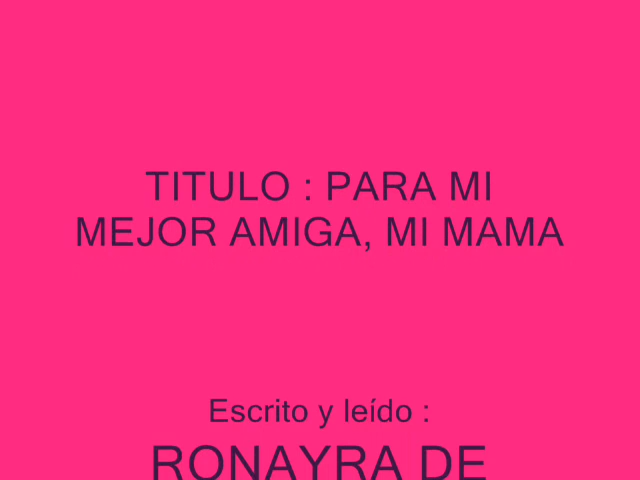 TITULO : PARA MI
MEJOR AMIGA, MI MAMA
Escrito y leído :
RONAYRA DE